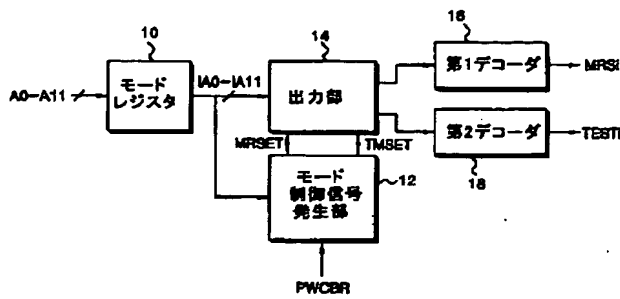 10
モード
レジスタ
A0-A11
IA0-IA11
14
出力部
16
第1デコーダ
MRS
第2デコーダ
TEST
18
MRSET
TMSET
モード
制御信号
発生部
12
PWCBR